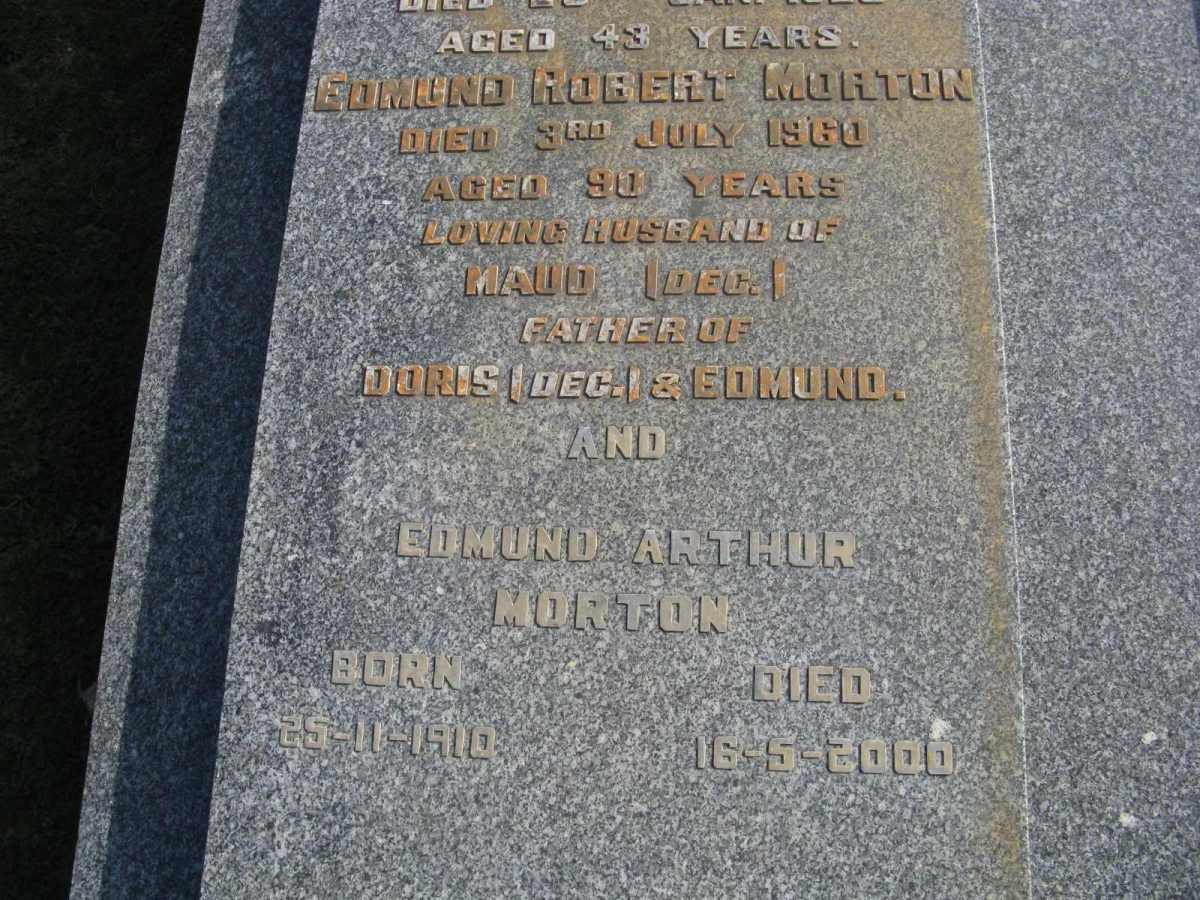 DIED
AGED 43 YEARS.
EDMUND ROBERT MORTON
DIED 3RD JULY 1960
AGED 90 YEARS
LOVING HUSBAND OF
MAUD (DEC.)
FATHER OF
DORIS (DEC.) & EDMUND.
AND
EDMUND ARTHUR
MORTON
BORN DIED
25-11-1910 16-5-2000